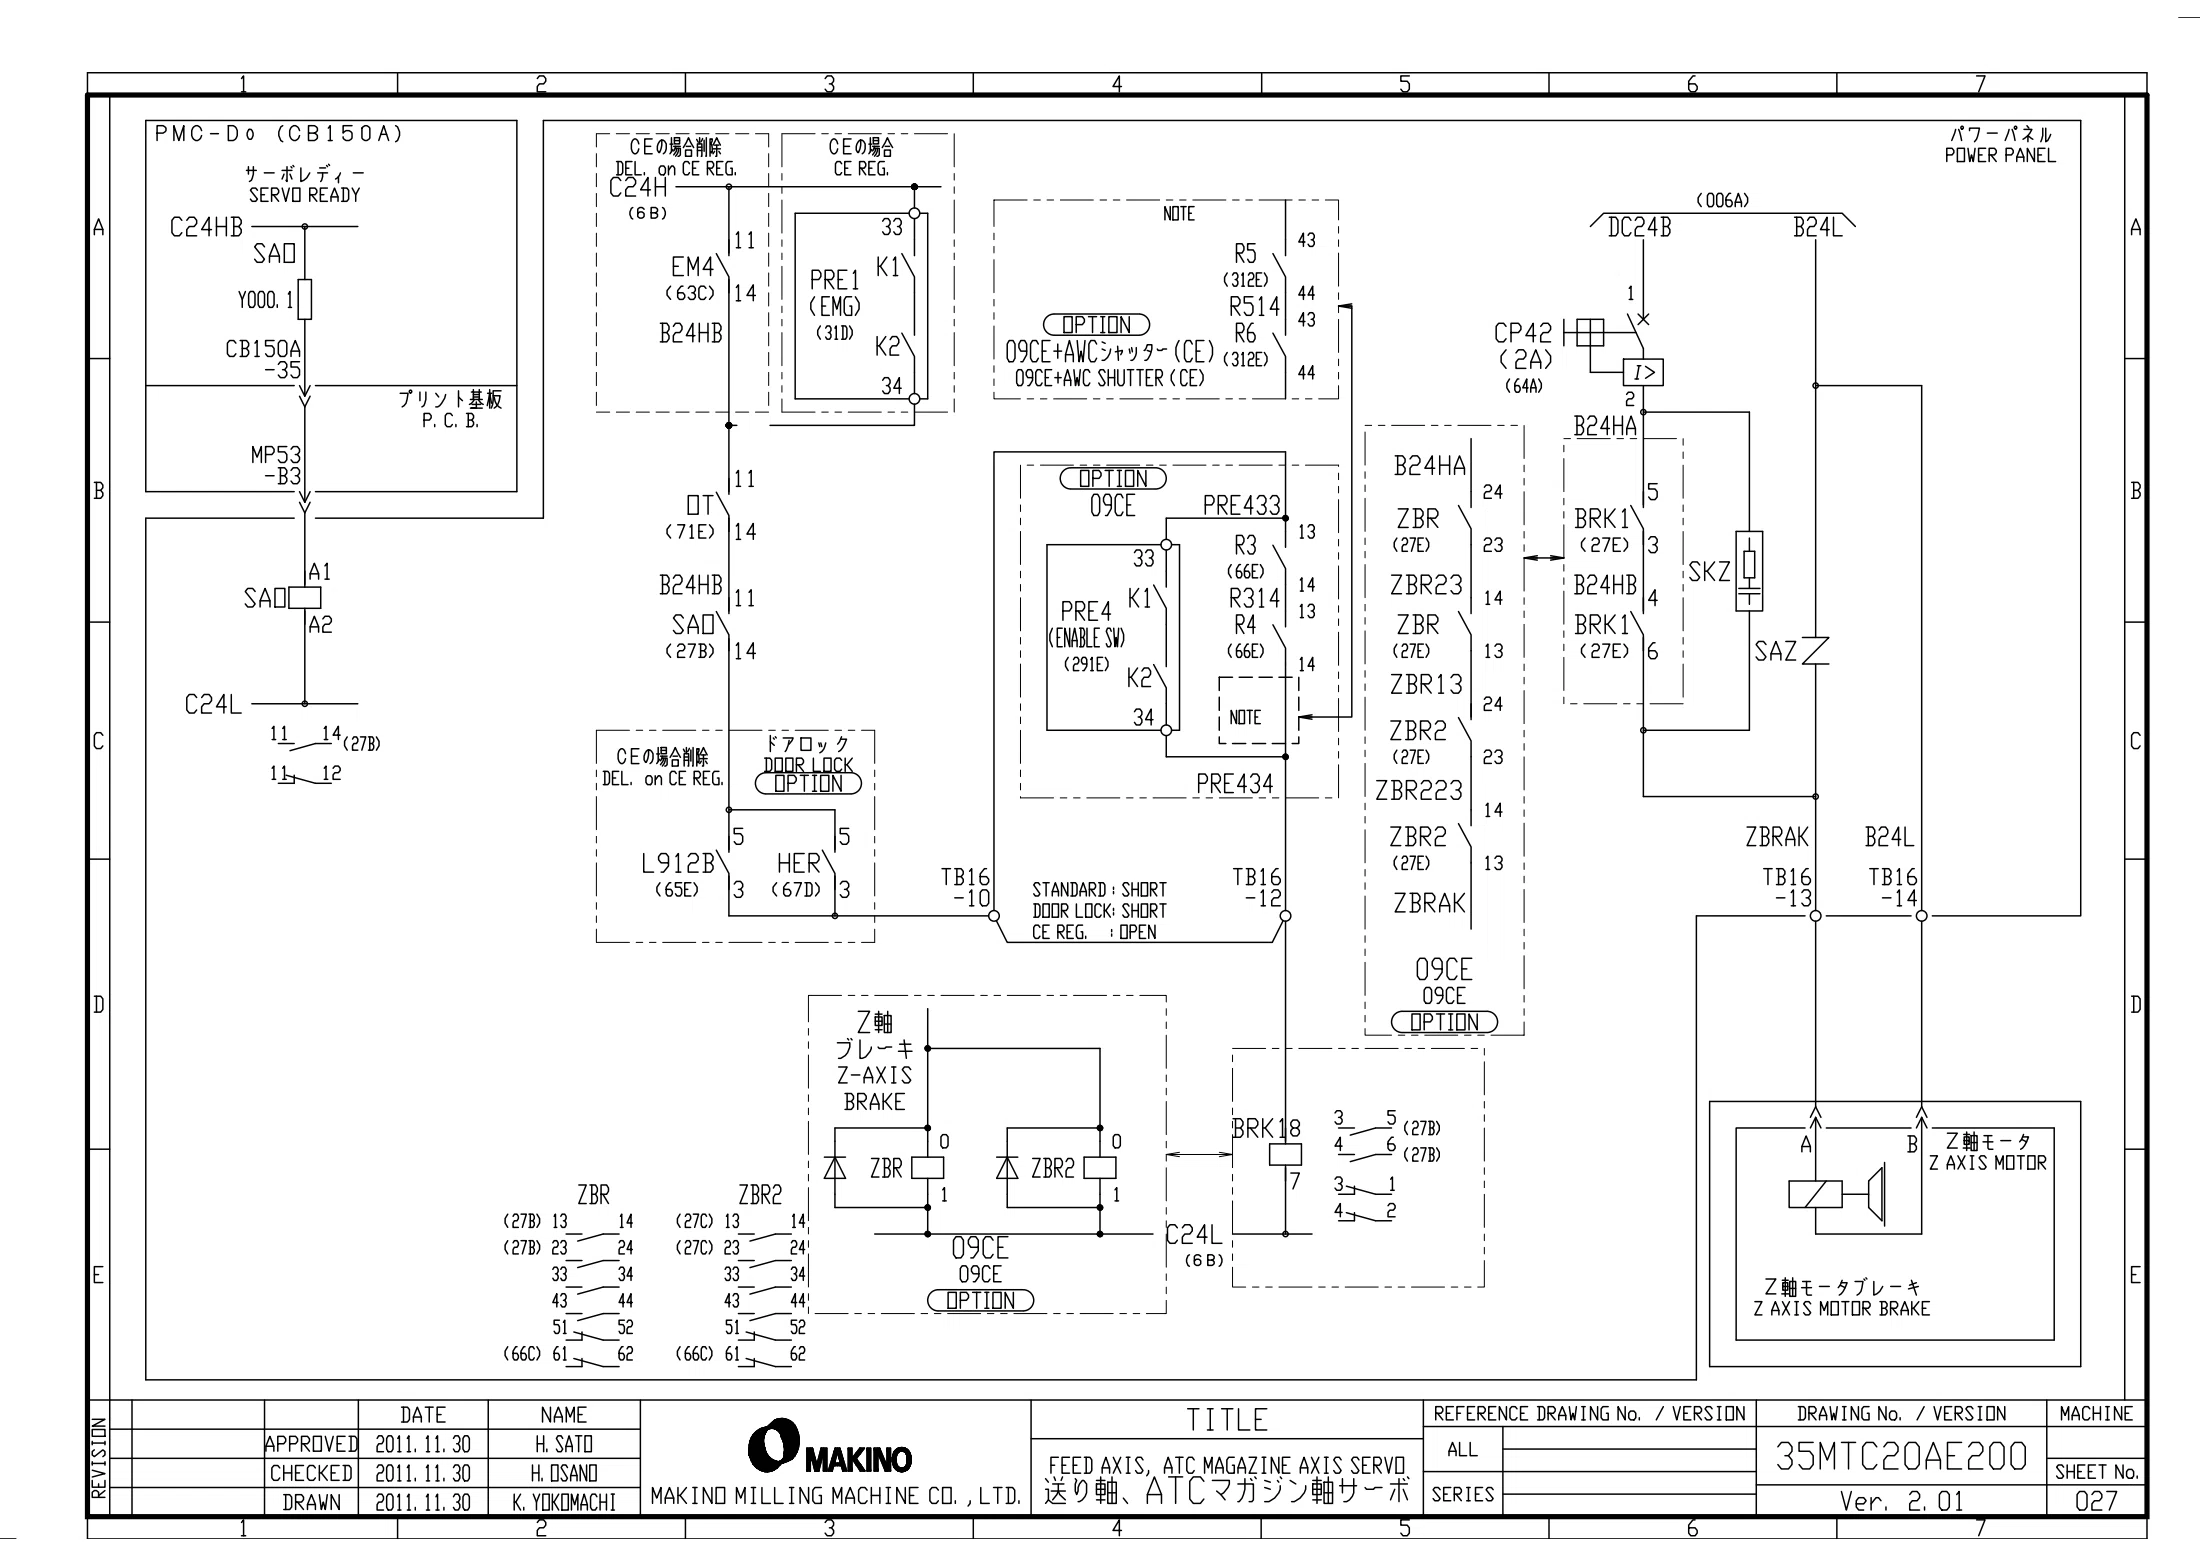 1 2 3 4 5 6 7
A
B
C
D
E
PMC-Do (CB150A)
サーボレディー
SERVO READY
C24HB
SA0
Y000.1
CB150A
-35
プリント基板
P.C.B.
MP53
-B3
A1
SA0
A2
C24L
11 14 (27B)
11 12
CEの場合削除
DEL. on CE REG.
C24H
(6B)
11
EM4
(63C) 14
B24HB
CEの場合
CE REG.
33
K1
PRE1
(EMG)
(31D)
K2
34
11
OT
(71E) 14
B24HB
11
SA0
(27B) 14
CEの場合削除
DEL. on CE REG.
ドアロック
DOOR LOCK
OPTION
5
L912B
(65E) 3
5
HER
(67D) 3
NOTE
43
R5
(312E)
44
R514
43
R6
(312E)
44
OPTION
09CE+AWCシャッター(CE)
09CE+AWC SHUTTER(CE)
OPTION
09CE
PRE433
33
K1
PRE4
(ENABLE SW)
(291E)
K2
34
13
R3
(66E)
14
R314
13
R4
(66E)
14
NOTE
PRE434
TB16
-10
STANDARD: SHORT
DOOR LOCK: SHORT
CE REG. : OPEN
TB16
-12
B24HA
24
ZBR
(27E) 23
ZBR23
14
ZBR
(27E) 13
ZBR13
24
ZBR2
(27E) 23
ZBR223
14
ZBR2
(27E) 13
ZBRAK
09CE
09CE
OPTION
パワーパネル
POWER PANEL
(006A)
DC24B B24L
1
CP42
(2A)
(64A)
I>
2
B24HA
5
BRK1
(27E) 3
B24HB
4
BRK1
(27E) 6
SKZ
SAZ
ZBRAK B24L
TB16 TB16
-13 -14
Z軸
ブレーキ
Z-AXIS
BRAKE
0
ZBR
1
0
ZBR2
1
09CE
09CE
OPTION
C24L
(6B)
BRK18
7
3 5 (27B)
4 6 (27B)
3 1
4 2
ZBR
(27B) 13 14
(27B) 23 24
33 34
43 44
51 52
(66C) 61 62
ZBR2
(27C) 13 14
(27C) 23 24
33 34
43 44
51 52
(66C) 61 62
A B
Z軸モータ
Z AXIS MOTOR
Z軸モータブレーキ
Z AXIS MOTOR BRAKE
A
B
C
D
E
REVISION
DATE NAME
APPROVED 2011.11.30 H. SATO
CHECKED 2011.11.30 H. OSANO
DRAWN 2011.11.30 K. YOKOMACHI
MAKINO
MAKINO MILLING MACHINE CO.,LTD.
TITLE
FEED AXIS, ATC MAGAZINE AXIS SERVO
送り軸、ATCマガジン軸サーボ
REFERENCE DRAWING No. / VERSION
ALL
SERIES
DRAWING No. / VERSION
35MTC20AE200
Ver. 2.01
MACHINE
SHEET No.
027
1 2 3 4 5 6 7